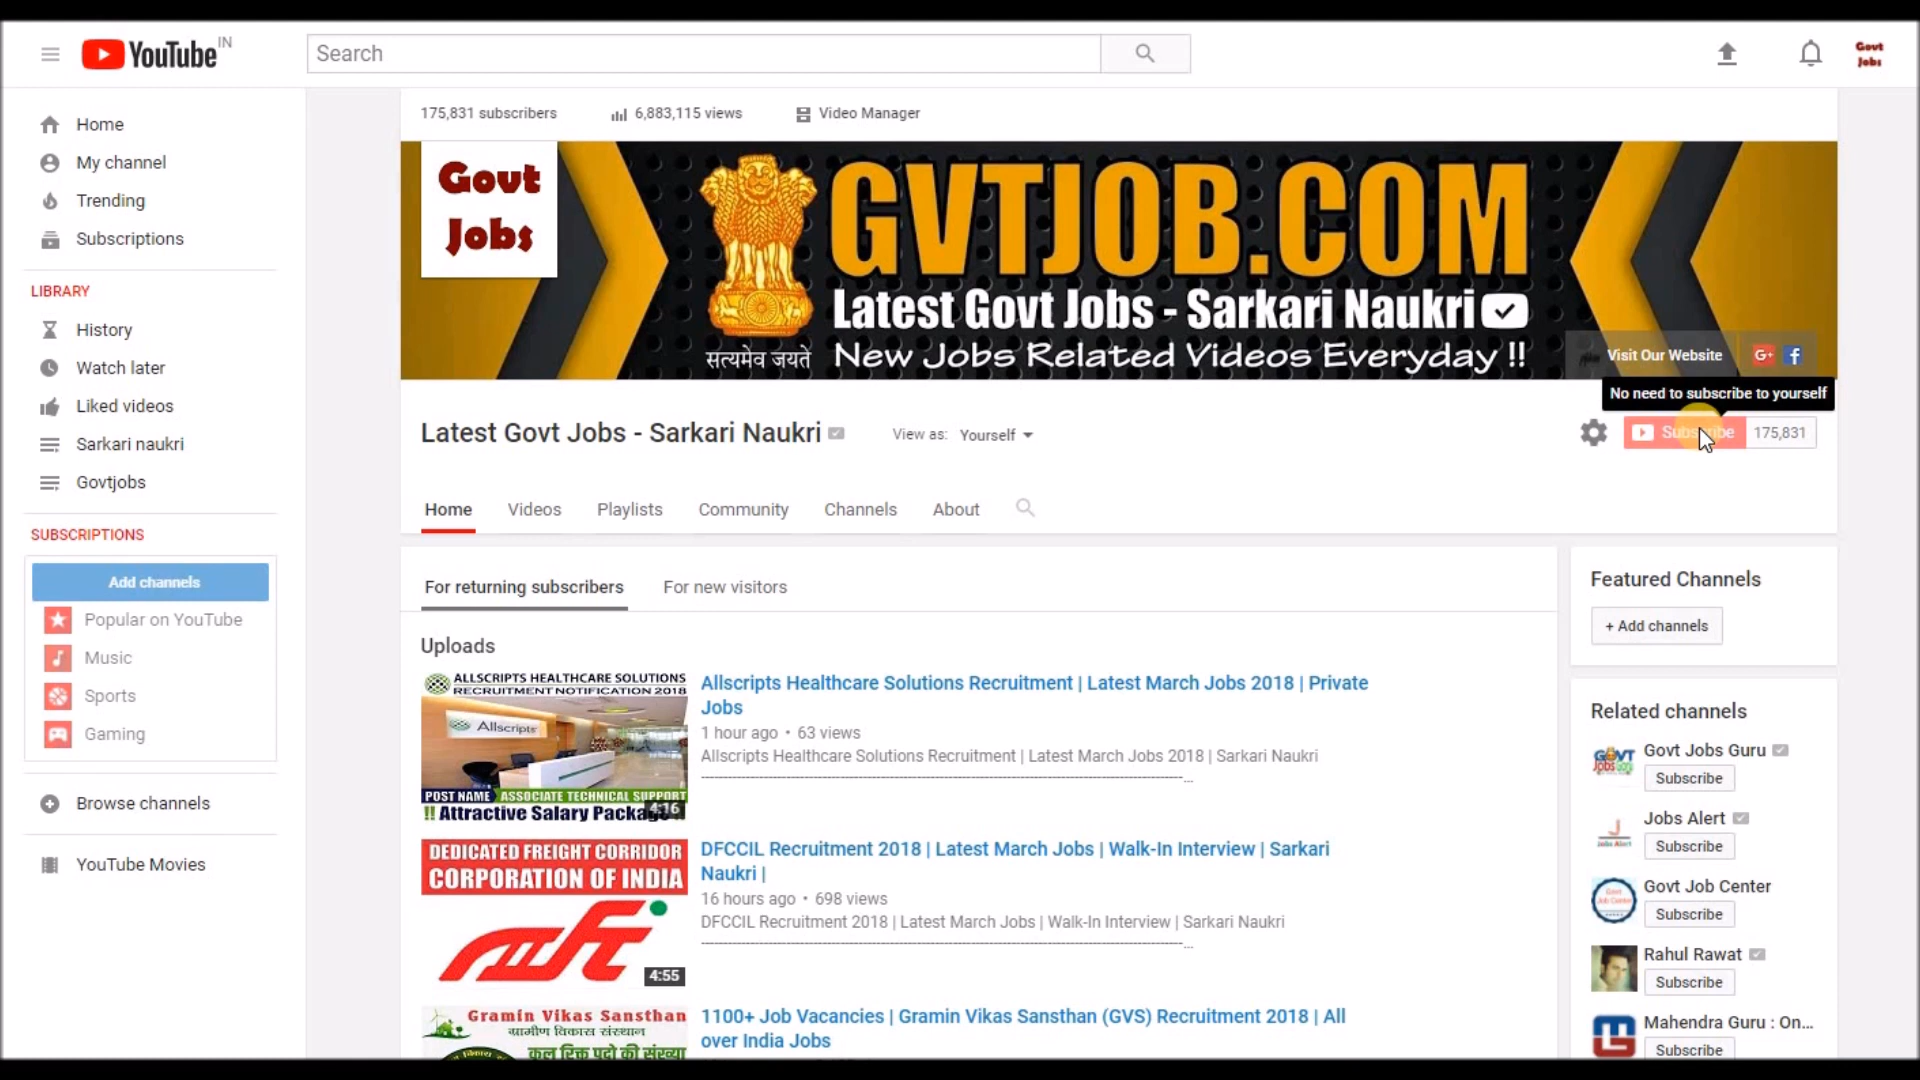 YouTube IN
Search
Govt
Jobs
Home
My channel
Trending
Subscriptions
LIBRARY
History
Watch later
Liked videos
Sarkari naukri
Govtjobs
SUBSCRIPTIONS
Add channels
Popular on YouTube
Music
Sports
Gaming
Browse channels
YouTube Movies
175,831 subscribers
6,883,115 views
Video Manager
Govt
Jobs
GVTJOB.COM
Latest Govt Jobs - Sarkari Naukri
सत्यमेव जयते
New Jobs Related Videos Everyday !!
Visit Our Website
G+ f
No need to subscribe to yourself
Latest Govt Jobs - Sarkari Naukri
View as: Yourself
Subscribe 175,831
Home
Videos
Playlists
Community
Channels
About
For returning subscribers
For new visitors
Uploads
ALLSCRIPTS HEALTHCARE SOLUTIONS
RECRUITMENT NOTIFICATION 2018
Allscripts
POST NAME ASSOCIATE TECHNICAL SUPPORT
!! Attractive Salary Package !!
4:16
Allscripts Healthcare Solutions Recruitment | Latest March Jobs 2018 | Private
Jobs
1 hour ago • 63 views
Allscripts Healthcare Solutions Recruitment | Latest March Jobs 2018 | Sarkari Naukri
DEDICATED FREIGHT CORRIDOR
CORPORATION OF INDIA
4:55
DFCCIL Recruitment 2018 | Latest March Jobs | Walk-In Interview | Sarkari
Naukri |
16 hours ago • 698 views
DFCCIL Recruitment 2018 | Latest March Jobs | Walk-In Interview | Sarkari Naukri
Gramin Vikas Sansthan
ग्रामीण विकास संस्थान
कुल रिक्त पदो की संख्या
1100+ Job Vacancies | Gramin Vikas Sansthan (GVS) Recruitment 2018 | All
over India Jobs
Featured Channels
+ Add channels
Related channels
Govt Jobs Guru
Subscribe
Jobs Alert
Subscribe
Govt Job Center
Subscribe
Rahul Rawat
Subscribe
Mahendra Guru : On...
Subscribe